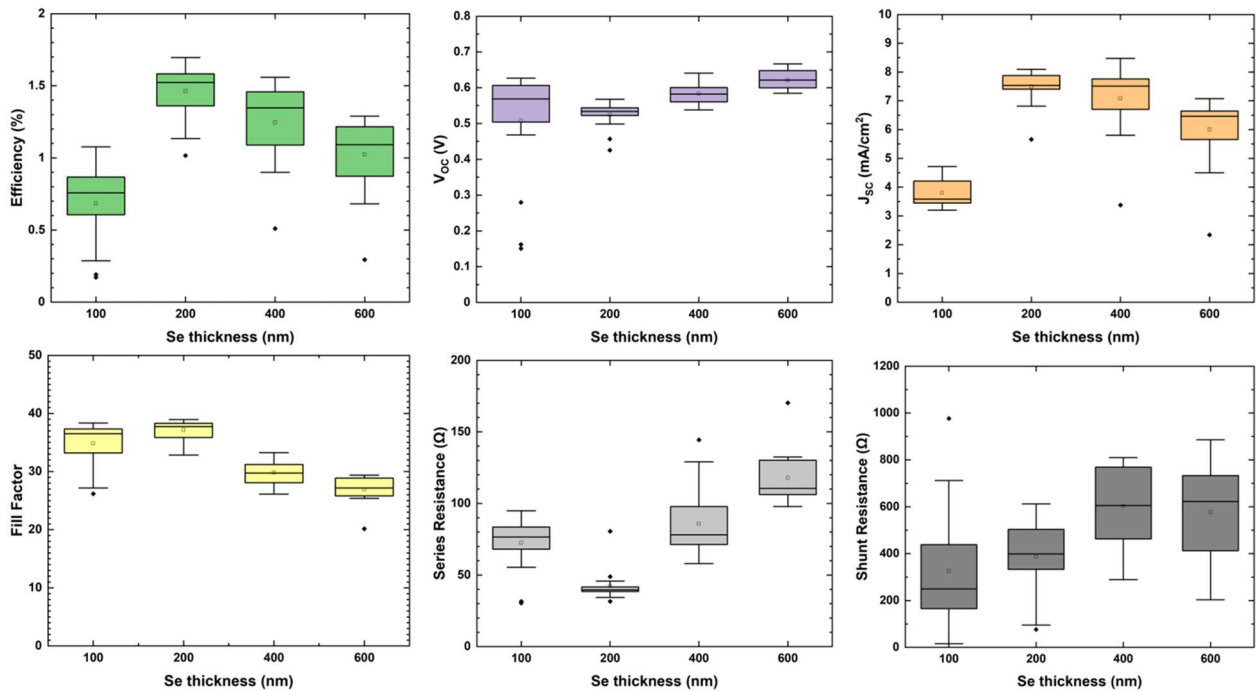 2
1.5
1
0.5
0
Efficiency (%)
100 200 400 600
Se thickness (nm)
0.8
0.7
0.6
0.5
0.4
0.3
0.2
0.1
0
V_OC (V)
100 200 400 600
Se thickness (nm)
10
9
8
7
6
5
4
3
2
1
0
J_SC (mA/cm²)
100 200 400 600
Se thickness (nm)
50
40
30
20
10
0
Fill Factor
100 200 400 600
Se thickness (nm)
200
150
100
50
0
Series Resistance (Ω)
100 200 400 600
Se thickness (nm)
1200
1000
800
600
400
200
0
Shunt Resistance (Ω)
100 200 400 600
Se thickness (nm)